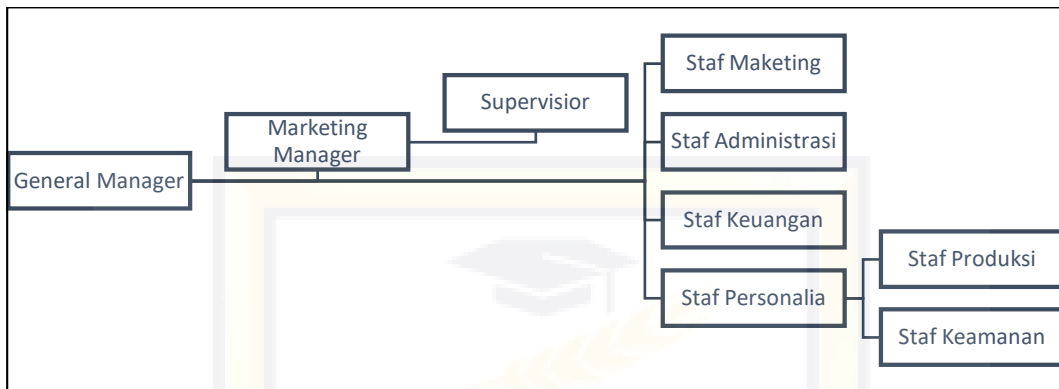 General Manager
Marketing
Manager
Supervisior
Staf Maketing
Staf Administrasi
Staf Keuangan
Staf Personalia
Staf Produksi
Staf Keamanan